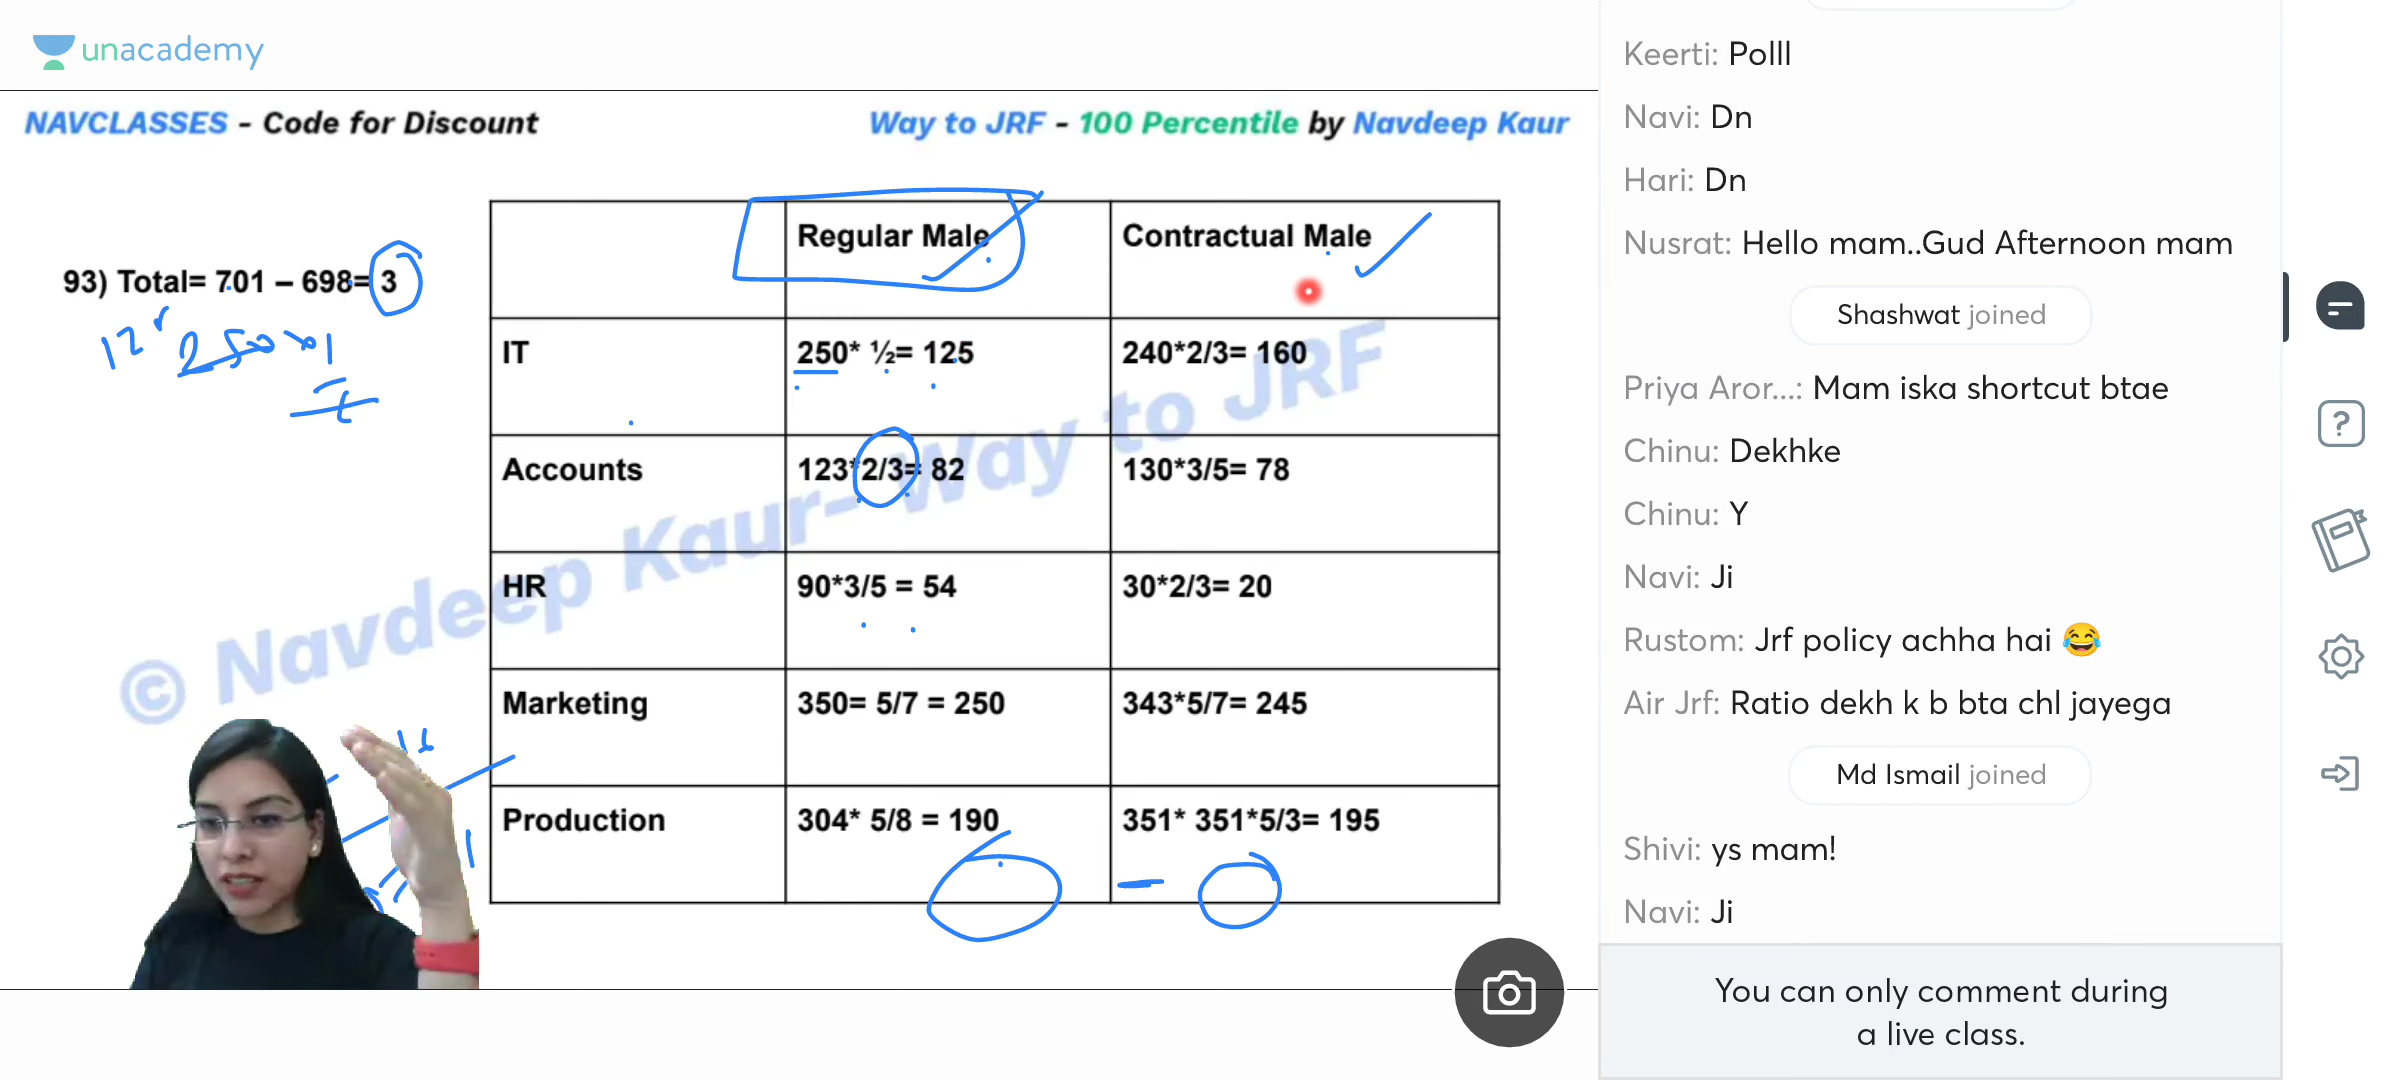 unacademy
NAVCLASSES - Code for Discount
Way to JRF - 100 Percentile by Navdeep Kaur
93) Total= 701 – 698= 3
Regular Male
Contractual Male
IT
250* ½= 125
240*2/3= 160
Accounts
123*2/3= 82
130*3/5= 78
HR
90*3/5 = 54
30*2/3= 20
Marketing
350= 5/7 = 250
343*5/7= 245
Production
304* 5/8 = 190
351* 351*5/3= 195
© Navdeep Kaur- Way to JRF
Keerti: Polll
Navi: Dn
Hari: Dn
Nusrat: Hello mam..Gud Afternoon mam
Shashwat joined
Priya Aror...: Mam iska shortcut btae
Chinu: Dekhke
Chinu: Y
Navi: Ji
Rustom: Jrf policy achha hai 😂
Air Jrf: Ratio dekh k b bta chl jayega
Md Ismail joined
Shivi: ys mam!
Navi: Ji
You can only comment during
a live class.